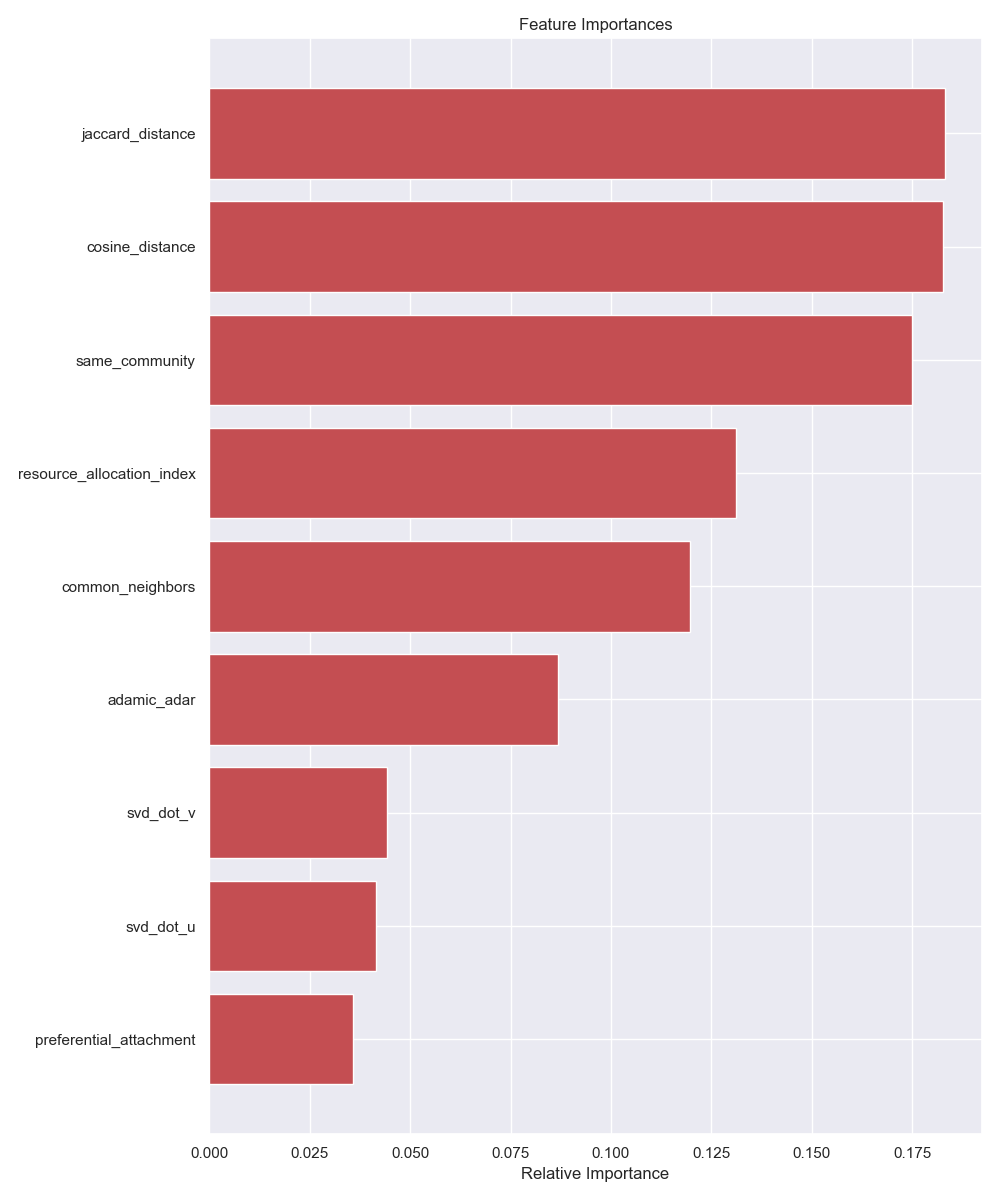 Feature Importances
jaccard_distance
cosine_distance
same_community
resource_allocation_index
common_neighbors
adamic_adar
svd_dot_v
svd_dot_u
preferential_attachment
0.000 0.025 0.050 0.075 0.100 0.125 0.150 0.175
Relative Importance